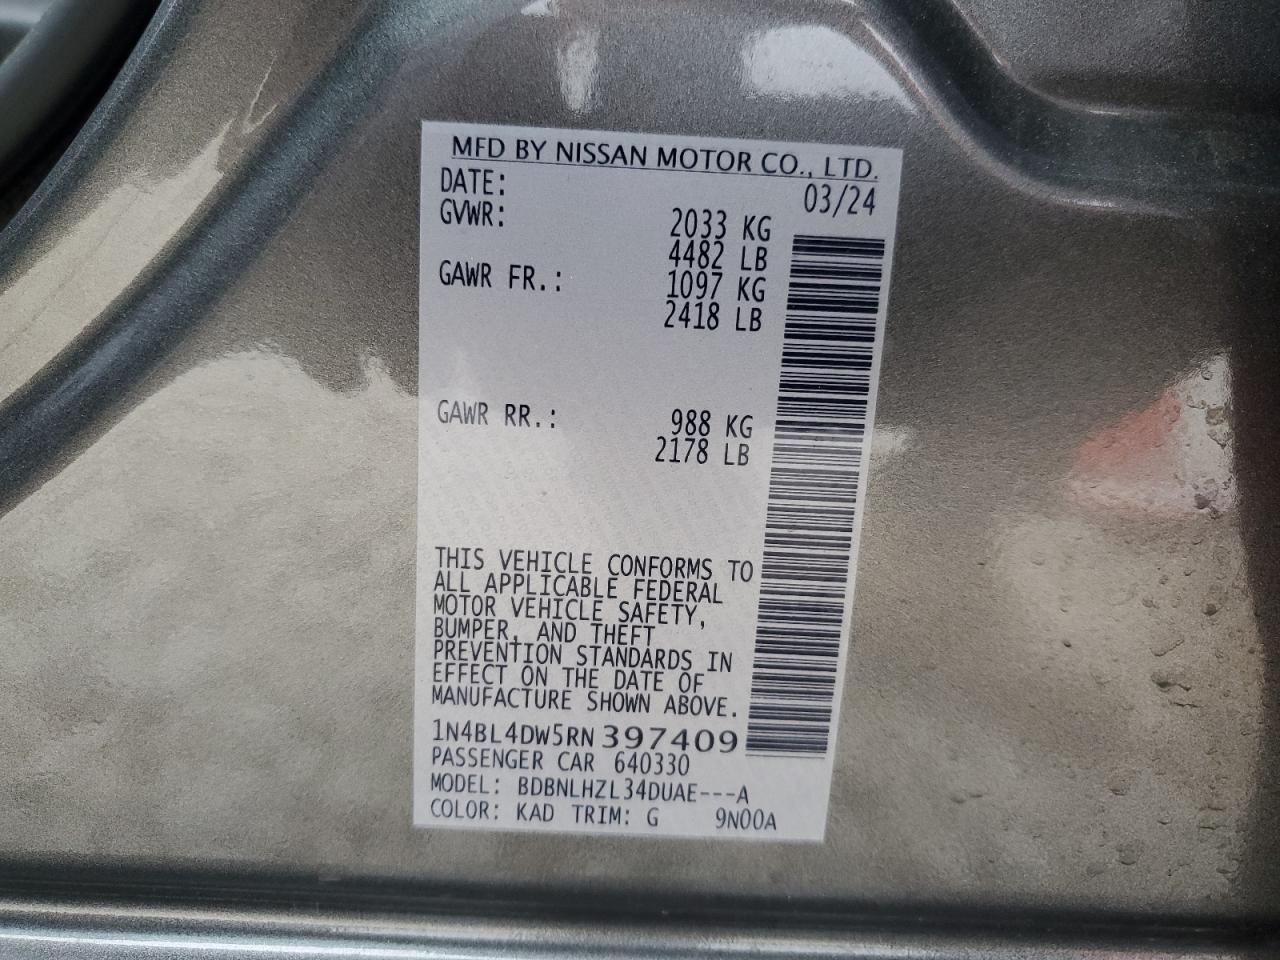 MFD BY NISSAN MOTOR CO., LTD.
DATE: 03/24
GVWR: 2033 KG
4482 LB
GAWR FR.: 1097 KG
2418 LB
GAWR RR.: 988 KG
2178 LB
THIS VEHICLE CONFORMS TO
ALL APPLICABLE FEDERAL
MOTOR VEHICLE SAFETY,
BUMPER, AND THEFT
PREVENTION STANDARDS IN
EFFECT ON THE DATE OF
MANUFACTURE SHOWN ABOVE.
1N4BL4DW5RN397409
PASSENGER CAR 640330
MODEL: BDBNLHZL34DUAE---A
COLOR: KAD TRIM: G 9N00A